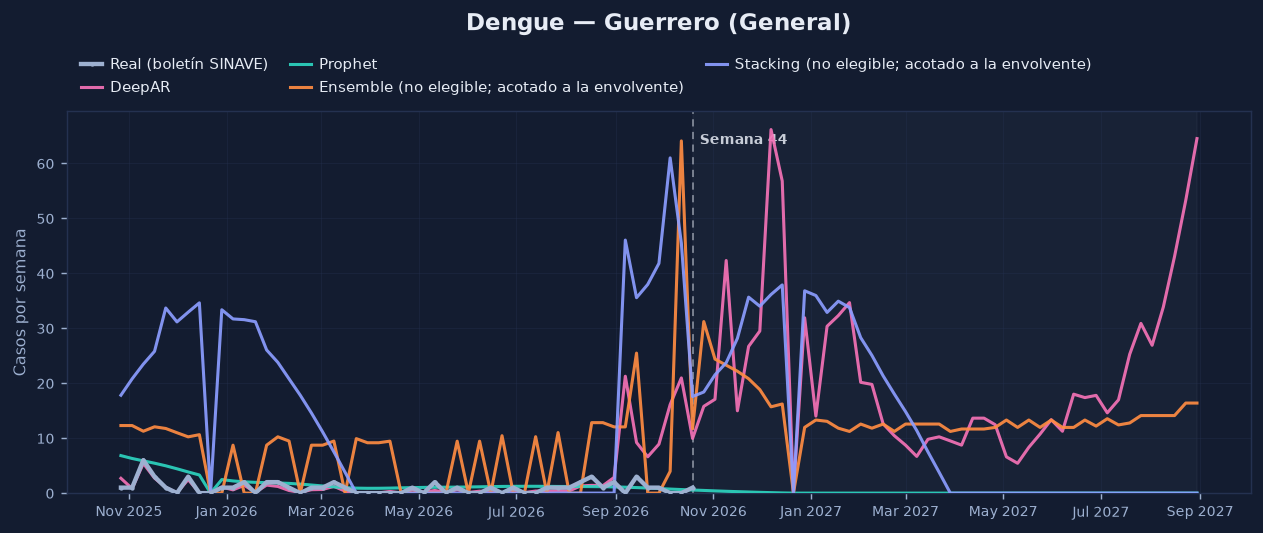 Dengue — Guerrero (General)
Real (boletín SINAVE)
Prophet
Stacking (no elegible; acotado a la envolvente)
DeepAR
Ensemble (no elegible; acotado a la envolvente)
Semana 44
Casos por semana
60
50
40
30
20
10
0
Nov 2025
Jan 2026
Mar 2026
May 2026
Jul 2026
Sep 2026
Nov 2026
Jan 2027
Mar 2027
May 2027
Jul 2027
Sep 2027